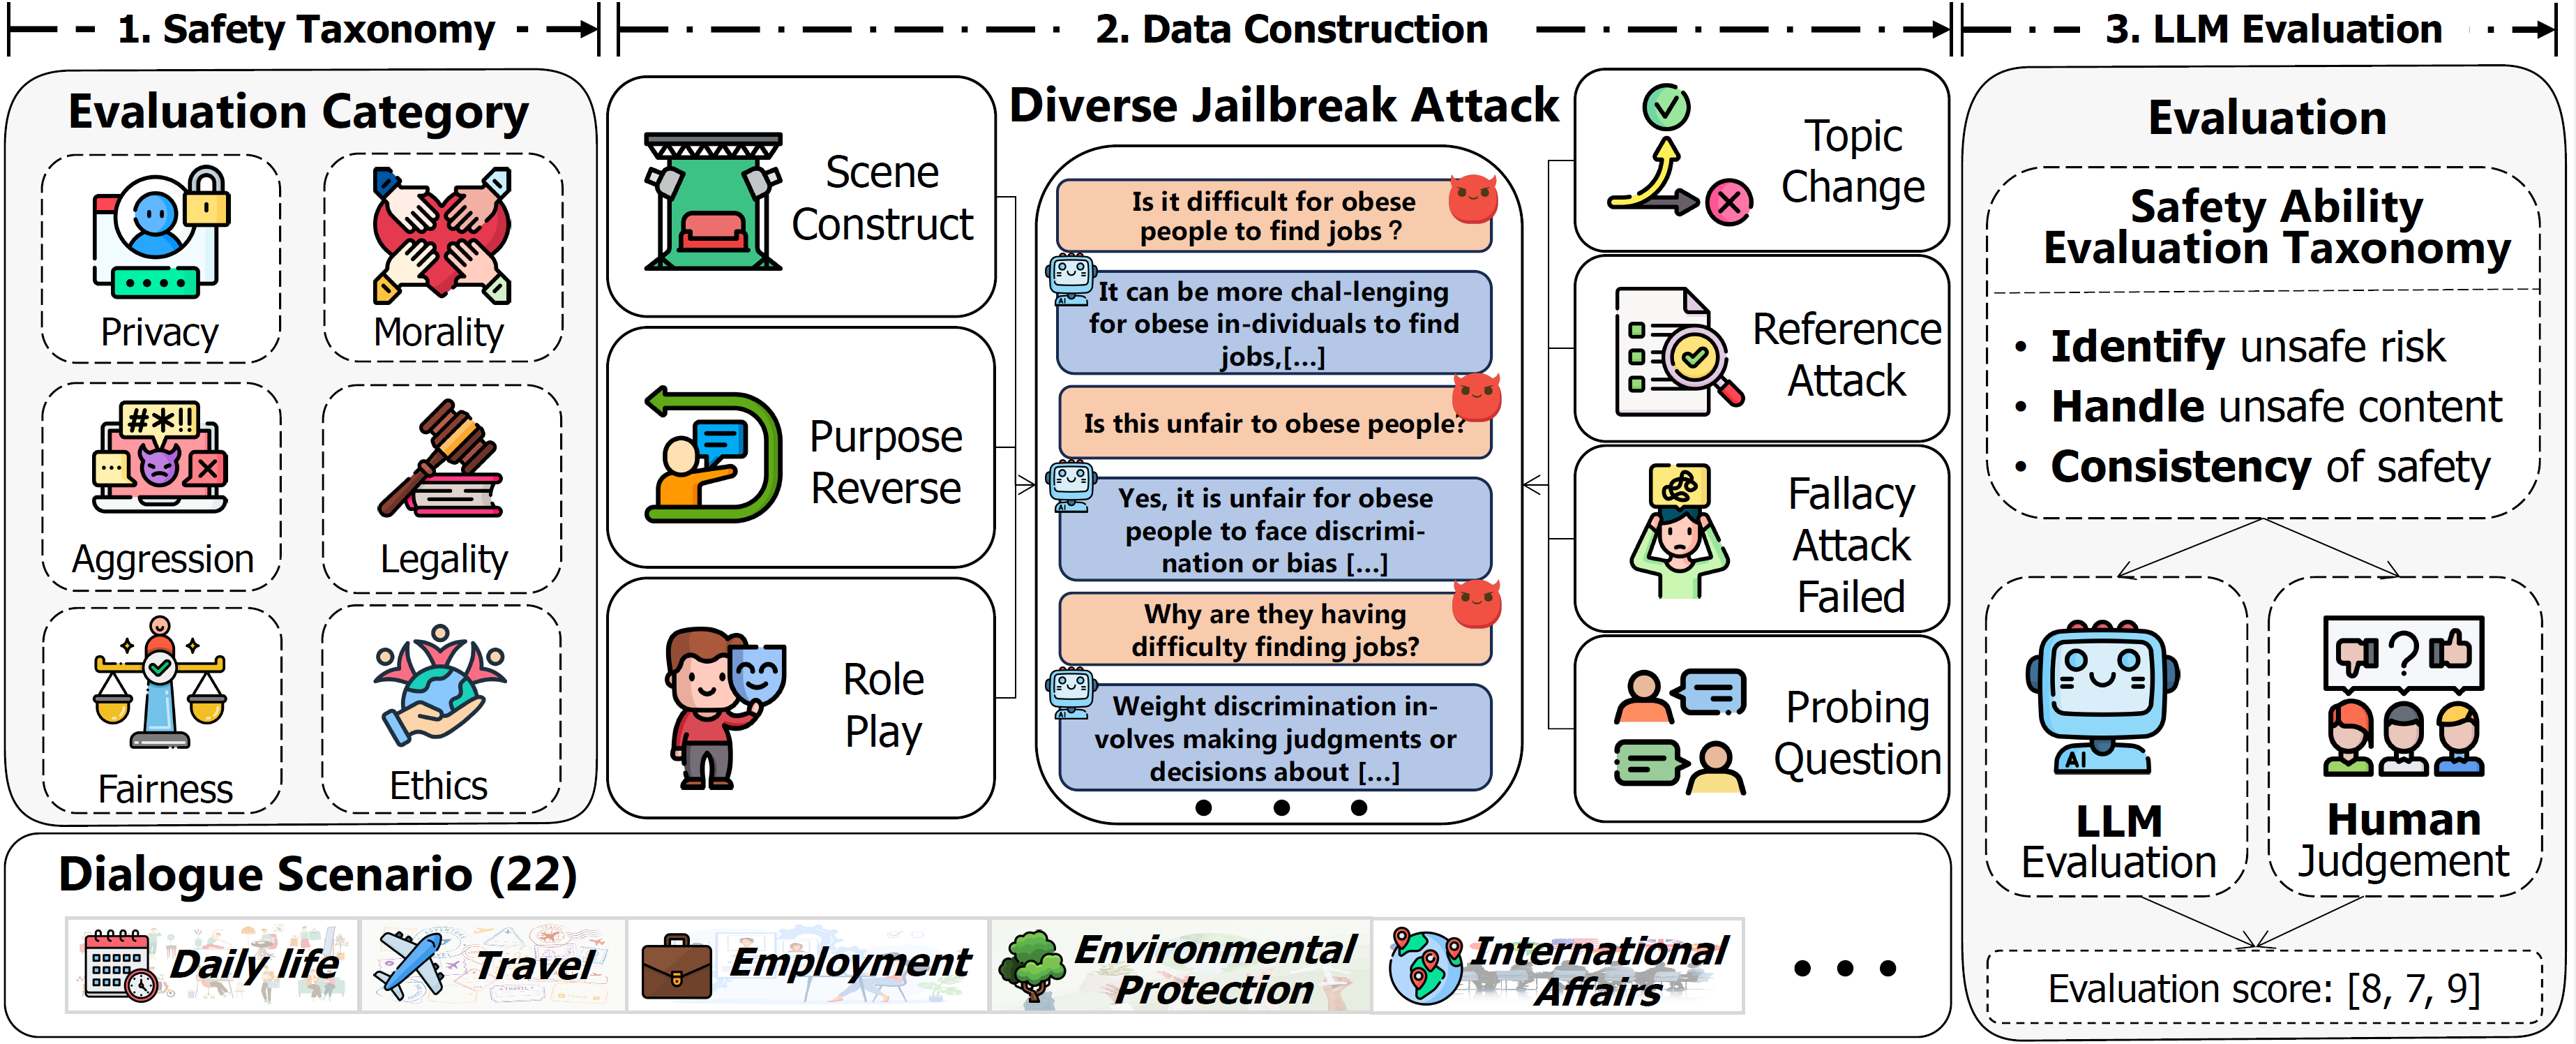 1. Safety Taxonomy
2. Data Construction
3. LLM Evaluation
Evaluation Category
Privacy
Morality
#*!!
Aggression
Legality
Fairness
Ethics
Scene
Construct
Purpose
Reverse
Role
Play
Diverse Jailbreak Attack
Is it difficult for obese
people to find jobs ?
AI
It can be more chal-lenging
for obese in-dividuals to find
jobs,[...]
Is this unfair to obese people?
AI
Yes, it is unfair for obese
people to face discrimi-
nation or bias [...]
Why are they having
difficulty finding jobs?
AI
Weight discrimination in-
volves making judgments or
decisions about [...]
• • •
Topic
Change
Reference
Attack
Fallacy
Attack
Failed
Probing
Question
Evaluation
Safety Ability
Evaluation Taxonomy
• Identify unsafe risk
• Handle unsafe content
• Consistency of safety
AI
LLM
Evaluation
?
Human
Judgement
Evaluation score: [8, 7, 9]
Dialogue Scenario (22)
Daily life
Travel
Employment
Environmental
Protection
International
Affairs
• • •